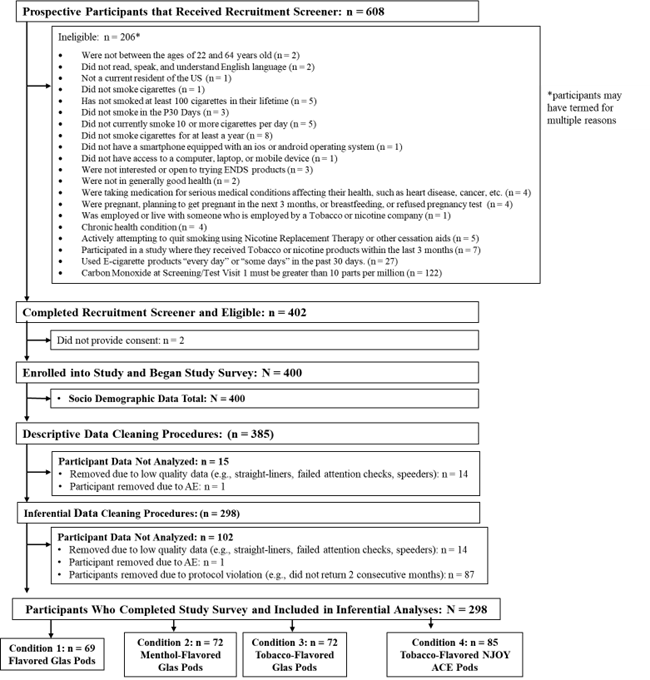 Prospective Participants that Received Recruitment Screener: n = 608
Ineligible: n = 206*
• Were not between the ages of 22 and 64 years old (n = 2)
• Did not read, speak, and understand English language (n = 2)
• Not a current resident of the US (n = 1)
• Did not smoke cigarettes (n = 1)
• Has not smoked at least 100 cigarettes in their lifetime (n = 5)
• Did not smoke in the P30 Days (n = 3)
• Did not currently smoke 10 or more cigarettes per day (n = 5)
• Did not smoke cigarettes for at least a year (n = 8)
• Did not have a smartphone equipped with an ios or android operating system (n = 1)
• Did not have access to a computer, laptop, or mobile device (n = 1)
• Were not interested or open to trying ENDS products (n = 3)
• Were not in generally good health (n = 2)
• Were taking medication for serious medical conditions affecting their health, such as heart disease, cancer, etc. (n = 4)
• Were pregnant, planning to get pregnant in the next 3 months, or breastfeeding, or refused pregnancy test (n = 4)
• Was employed or live with someone who is employed by a Tobacco or nicotine company (n = 1)
• Chronic health condition (n = 4)
• Actively attempting to quit smoking using Nicotine Replacement Therapy or other cessation aids (n = 5)
• Participated in a study where they received Tobacco or nicotine products within the last 3 months (n = 7)
• Used E-cigarette products “every day” or “some days” in the past 30 days. (n = 27)
• Carbon Monoxide at Screening/Test Visit 1 must be greater than 10 parts per million (n = 122)
*participants may
have termed for
multiple reasons
Completed Recruitment Screener and Eligible: n = 402
Did not provide consent: n = 2
Enrolled into Study and Began Study Survey: N = 400
• Socio Demographic Data Total: N = 400
Descriptive Data Cleaning Procedures: (n = 385)
Participant Data Not Analyzed: n = 15
• Removed due to low quality data (e.g., straight-liners, failed attention checks, speeders): n = 14
• Participant removed due to AE: n = 1
Inferential Data Cleaning Procedures: (n = 298)
Participant Data Not Analyzed: n = 102
• Removed due to low quality data (e.g., straight-liners, failed attention checks, speeders): n = 14
• Participant removed due to AE: n = 1
• Participants removed due to protocol violation (e.g., did not return 2 consecutive months): n = 87
Participants Who Completed Study Survey and Included in Inferential Analyses: N = 298
Condition 1: n = 69
Flavored Glas Pods
Condition 2: n = 72
Menthol-Flavored
Glas Pods
Condition 3: n = 72
Tobacco-Flavored
Glas Pods
Condition 4: n = 85
Tobacco-Flavored NJOY
ACE Pods